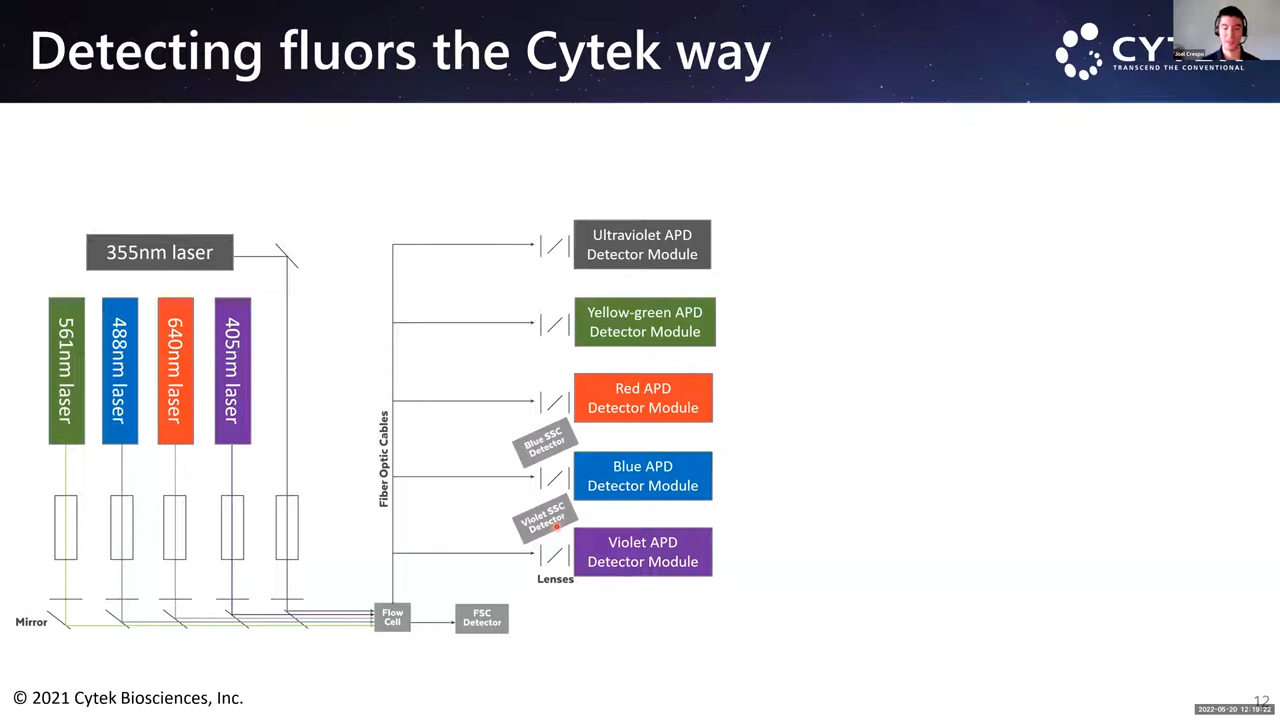 Detecting fluors the Cytek way
TRANSCEND THE CONVENTIONAL
Joel Crespo
355nm laser
561nm laser
488nm laser
640nm laser
405nm laser
Mirror
Fiber Optic Cables
Flow
Cell
FSC
Detector
Ultraviolet APD
Detector Module
Yellow-green APD
Detector Module
Red APD
Detector Module
Blue SSC
Detector
Blue APD
Detector Module
Violet SSC
Detector
Violet APD
Detector Module
Lenses
© 2021 Cytek Biosciences, Inc.
12
2022-05-20 12:19:22